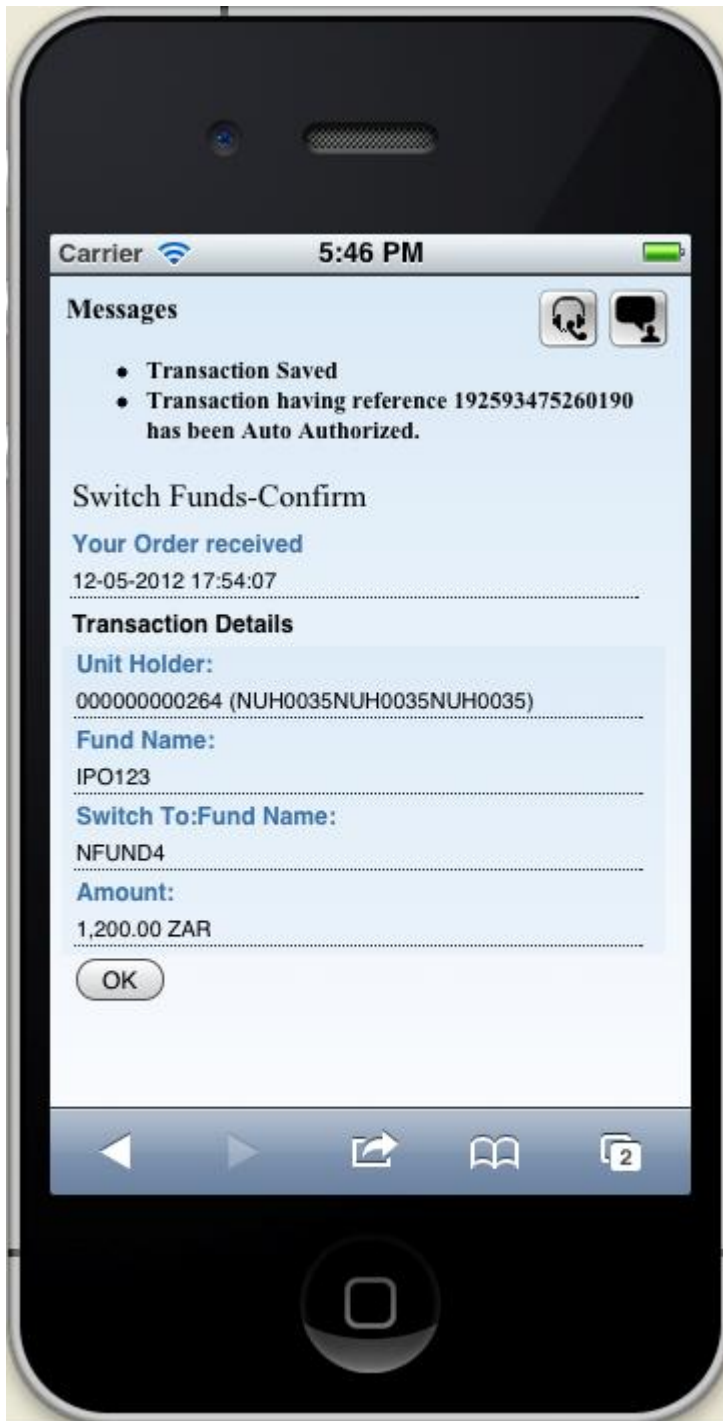 Carrier
5:46 PM
Messages
Transaction Saved
Transaction having reference 192593475260190
has been Auto Authorized.
Switch Funds-Confirm
Your Order received
12-05-2012 17:54:07
Transaction Details
Unit Holder:
000000000264 (NUH0035NUH0035NUH0035)
Fund Name:
IPO123
Switch To:Fund Name:
NFUND4
Amount:
1,200.00 ZAR
OK
2